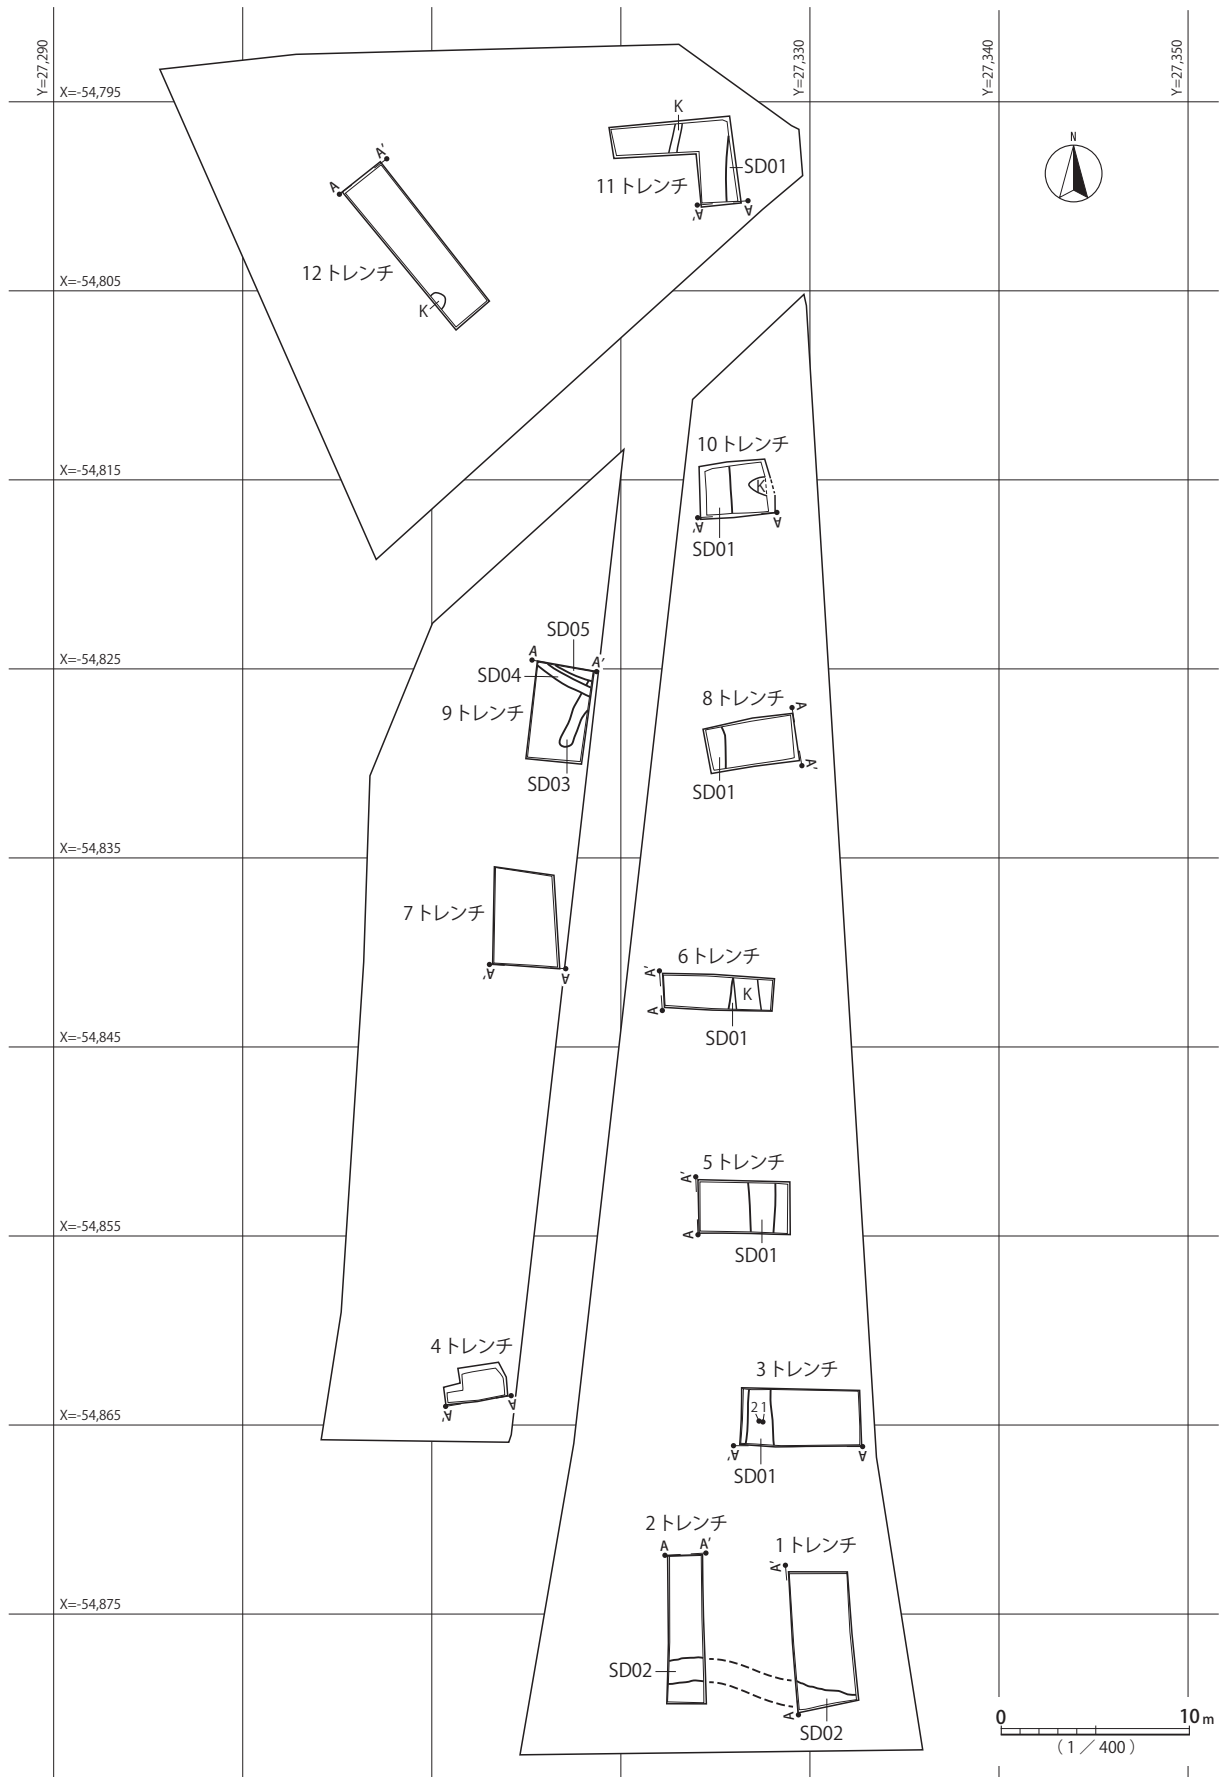 Y=27,290
Y=27,330
Y=27,340
Y=27,350
X=-54,795
N
K
SD01
11 トレンチ
A'
A
A
A'
12 トレンチ
K
X=-54,805
10 トレンチ
X=-54,815
K
A'
A
SD01
SD05
A
A'
X=-54,825
SD04
9 トレンチ
SD03
8 トレンチ
A
A'
SD01
X=-54,835
7 トレンチ
A'
A
6 トレンチ
A'
A
K
SD01
X=-54,845
5 トレンチ
A'
A
X=-54,855
SD01
4 トレンチ
A'
A
3 トレンチ
2 1
X=-54,865
A'
A
SD01
2 トレンチ
A
A'
1 トレンチ
A'
X=-54,875
SD02
A
SD02
0
10 m
( 1 ／ 400 )